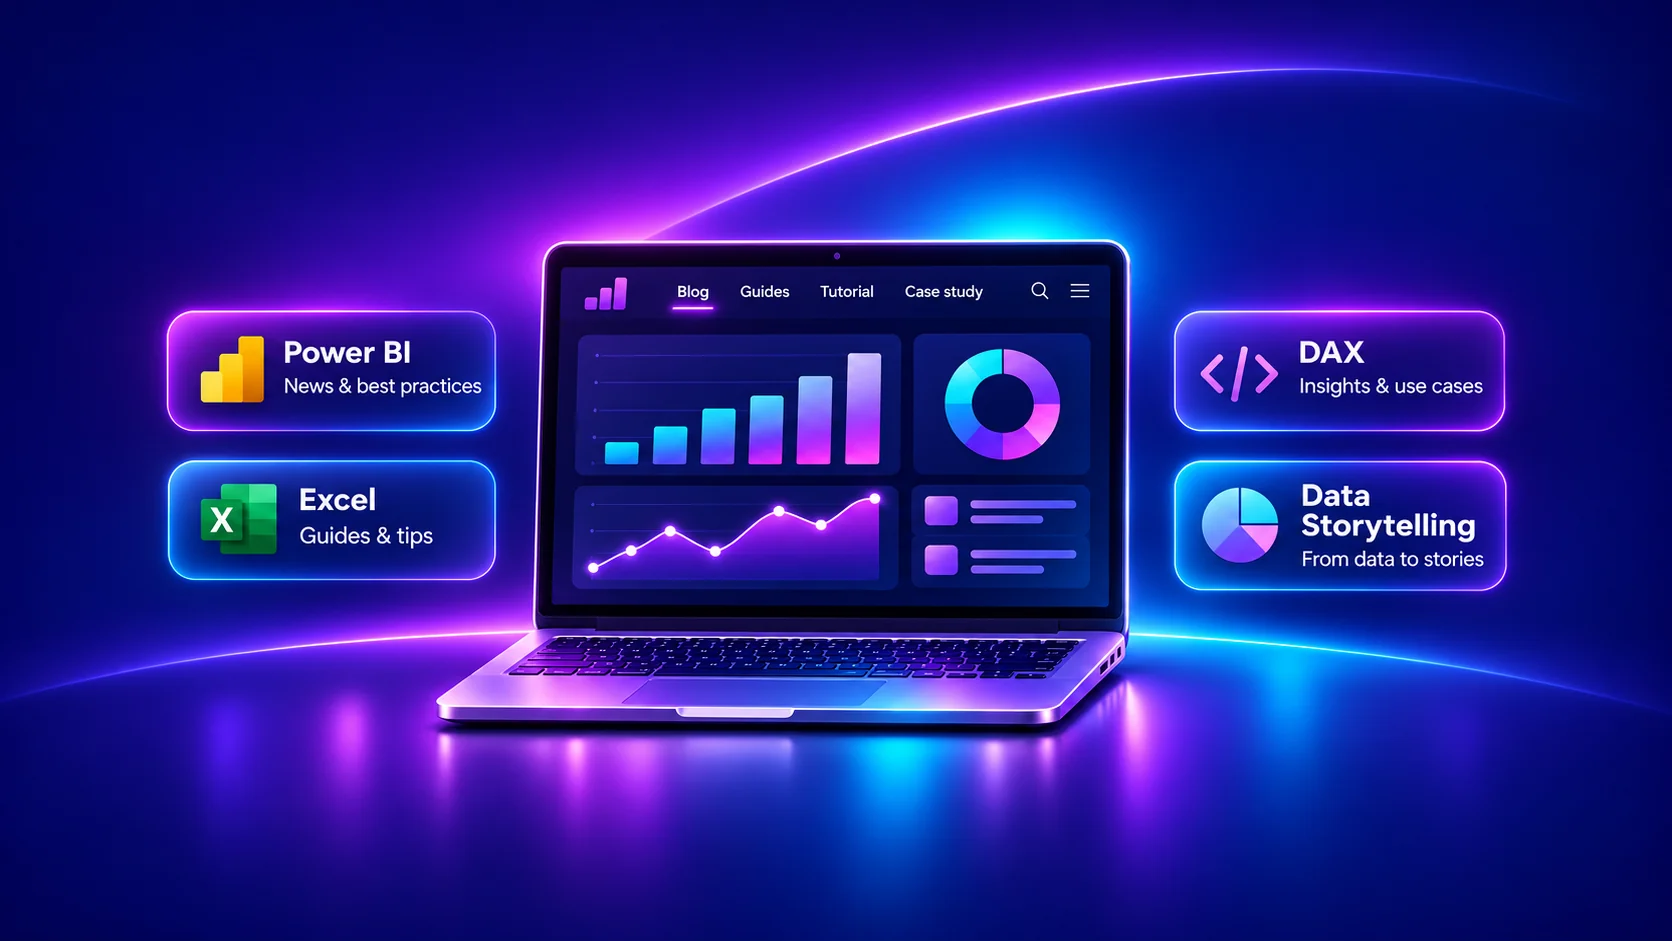 Blog Guides Tutorial Case study
Power BI
News & best practices
X
Excel
Guides & tips
DAX
Insights & use cases
Data
Storytelling
From data to stories